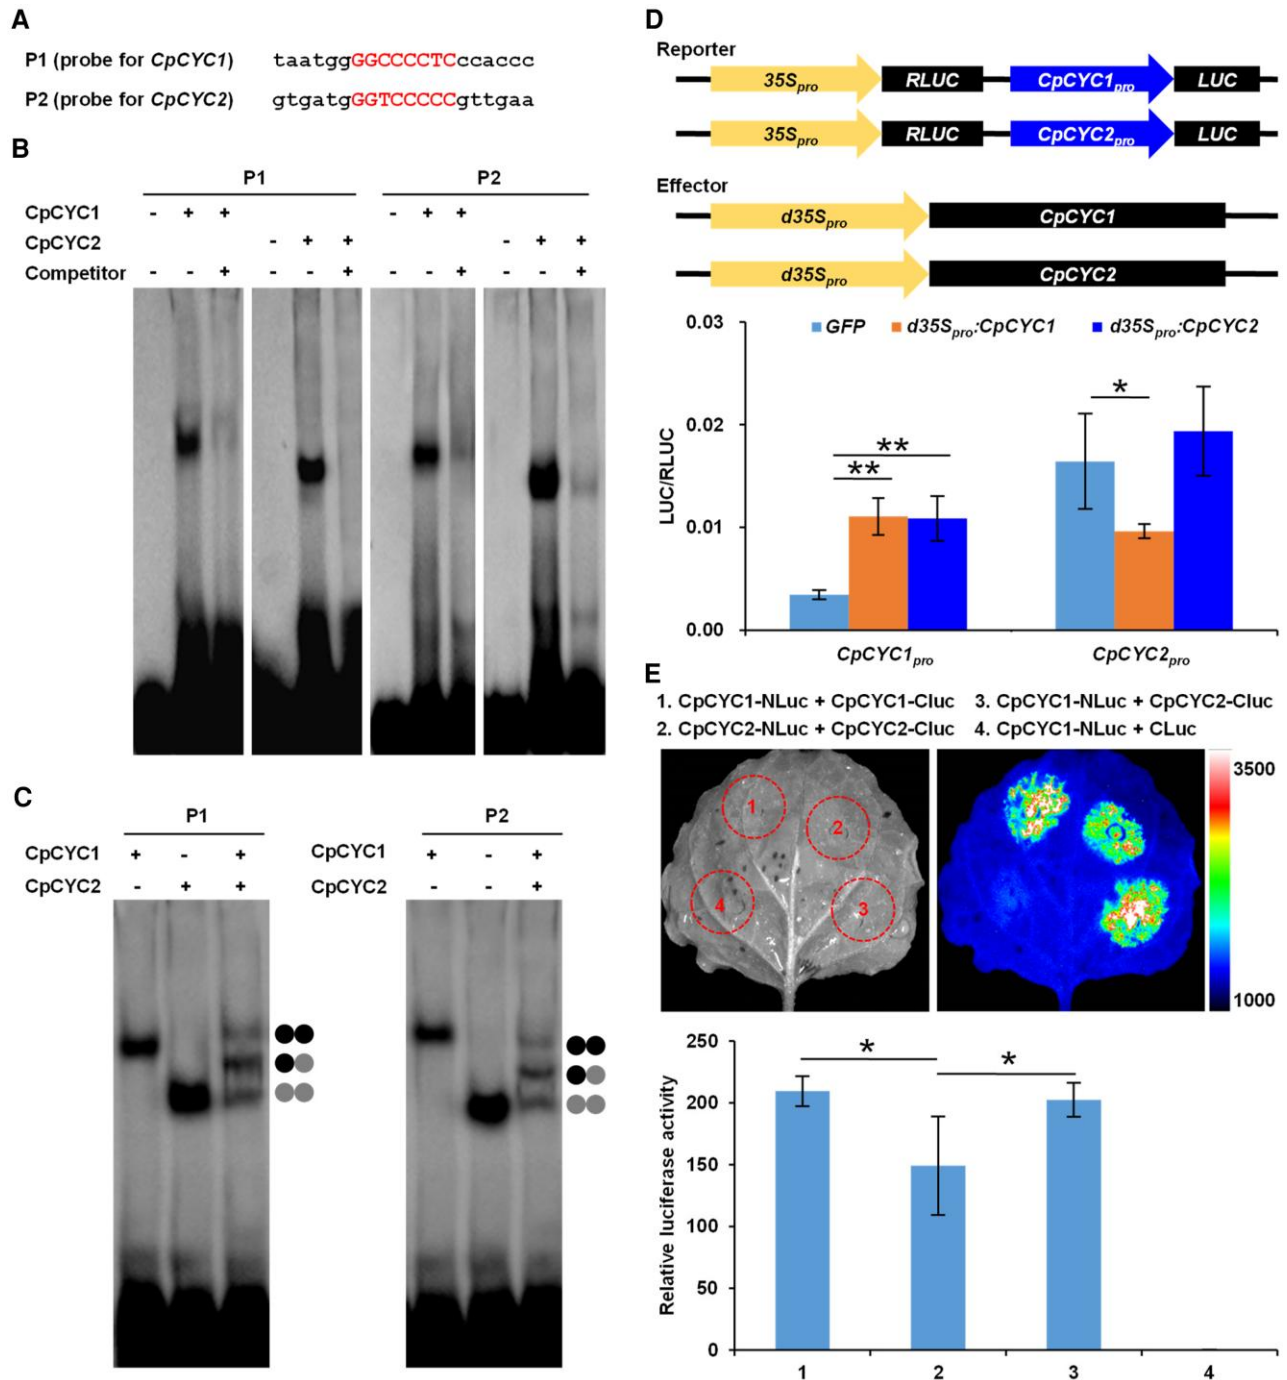 A
P1 (probe for CpCYC1) taatggGGCCCCTCccaccc
P2 (probe for CpCYC2) gtgatgGGTCCCCCgttgaa
B
P1 P2
CpCYC1 - + + - + +
CpCYC2 - + + - + +
Competitor - - + - - + - - + - - +
C
P1 P2
CpCYC1 + - + CpCYC1 + - +
CpCYC2 - + + CpCYC2 - + +
D
Reporter
35Spro RLUC CpCYC1pro LUC
35Spro RLUC CpCYC2pro LUC
Effector
d35Spro CpCYC1
d35Spro CpCYC2
GFP d35Spro:CpCYC1 d35Spro:CpCYC2
LUC/RLUC
0.03
0.02
0.01
0.00
** ** *
CpCYC1pro CpCYC2pro
E
1. CpCYC1-NLuc + CpCYC1-Cluc 3. CpCYC1-NLuc + CpCYC2-Cluc
2. CpCYC2-NLuc + CpCYC2-Cluc 4. CpCYC1-NLuc + CLuc
1 2
4 3
3500
1000
Relative luciferase activity
250
200
150
100
50
0
* *
1 2 3 4